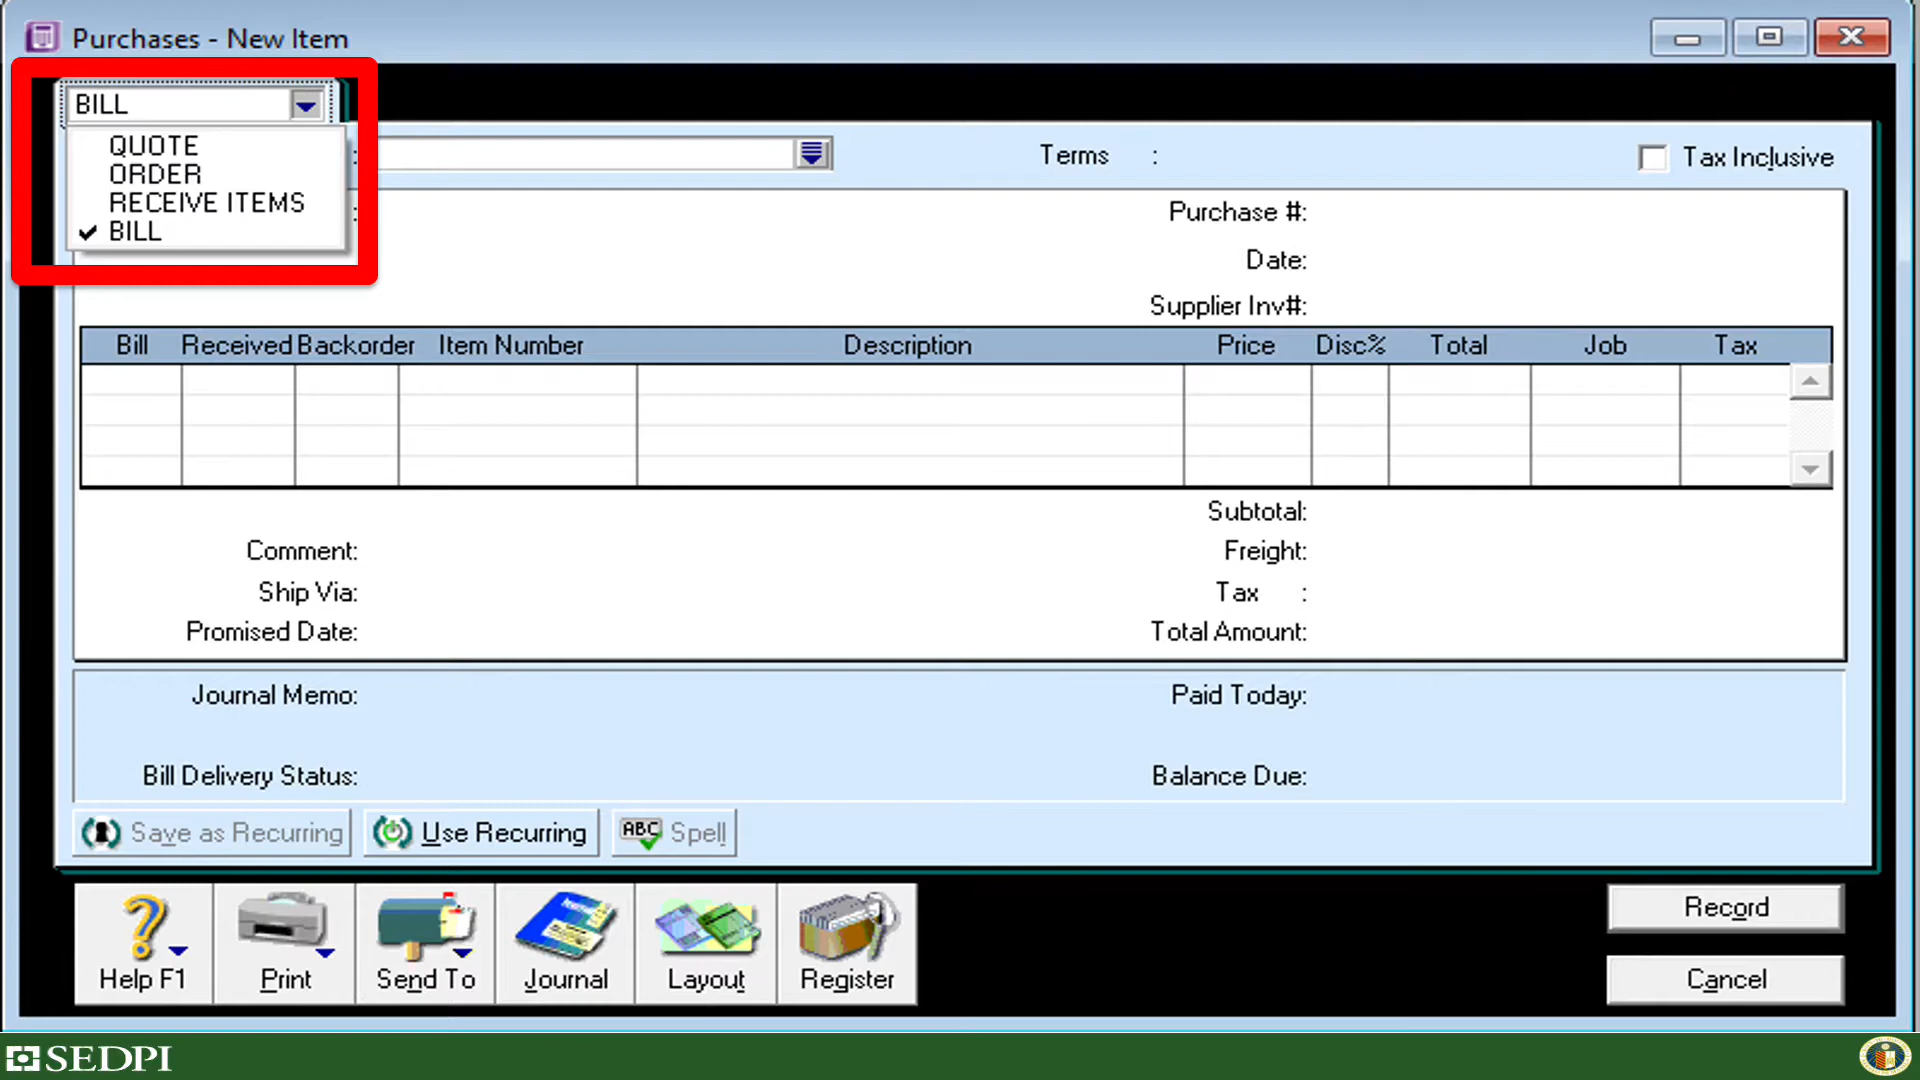 Purchases - New Item
BILL
QUOTE
ORDER
RECEIVE ITEMS
BILL
: Terms : Tax Inclusive
: Purchase #:
Date:
Supplier Inv#:
Bill Received Backorder Item Number Description Price Disc% Total Job Tax
Subtotal:
Comment: Freight:
Ship Via: Tax :
Promised Date: Total Amount:
Journal Memo: Paid Today:
Bill Delivery Status: Balance Due:
Save as Recurring Use Recurring ABC Spell
Record
Help F1 Print Send To Journal Layout Register Cancel
SEDPI